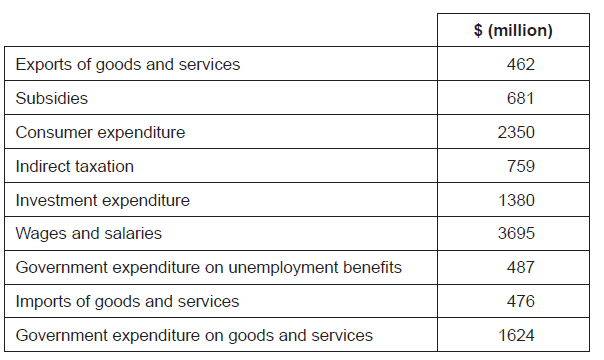 $ (million)
Exports of goods and services 462
Subsidies 681
Consumer expenditure 2350
Indirect taxation 759
Investment expenditure 1380
Wages and salaries 3695
Government expenditure on unemployment benefits 487
Imports of goods and services 476
Government expenditure on goods and services 1624